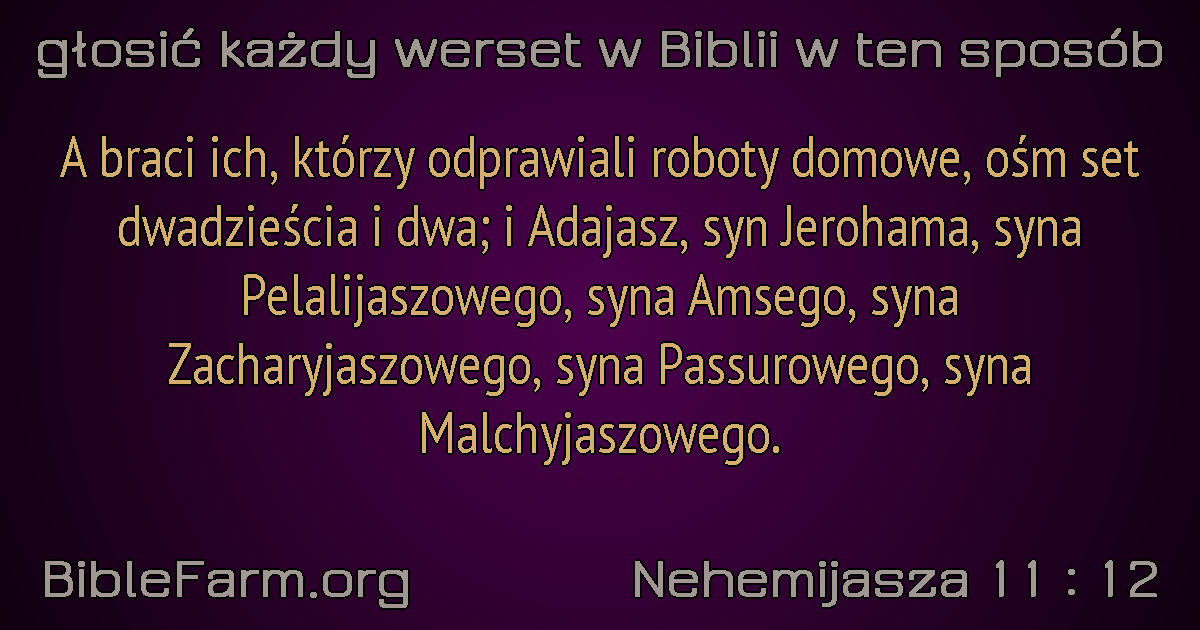 głosić każdy werset w Biblii w ten sposób
A braci ich, którzy odprawiali roboty domowe, ośm set
dwadzieścia i dwa; i Adajasz, syn Jerohama, syna
Pelalijaszowego, syna Amsego, syna
Zacharyjaszowego, syna Passurowego, syna
Malchyjaszowego.
BibleFarm.org
Nehemijasza 11 : 12